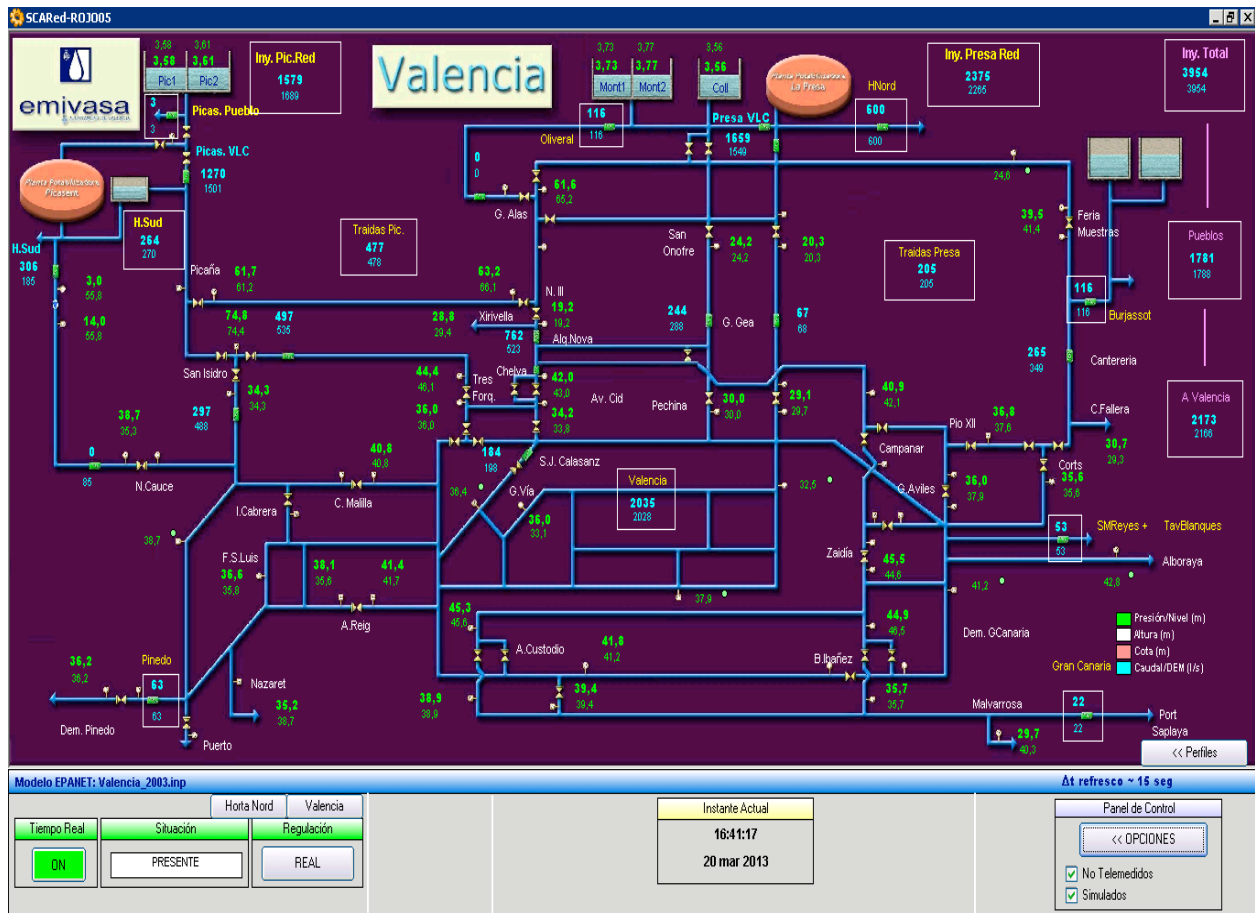 SCARed-ROJO05
emivasa
3,58
3,61
3,58
3,61
Pic1
Pic2
Iny. Pic.Red
1579
1689
Valencia
3,73
3,77
3,73
3,77
Mont1
Mont2
3,56
3,56
Coll
Planta Potabilizadora
La Presa
HNord
600
600
Iny. Presa Red
2375
2265
Iny. Total
3954
3954
3
3
Picas. Pueblo
Oliveral
116
116
Presa VLC
1659
1549
Picas. VLC
1270
1501
Planta Potabilizadora
Picasent
0
0
G. Alas
61,6
65,2
24,6
39,5
41,4
Feria
Muestras
H.Sud
264
270
H.Sud
306
185
Traidas Pic.
477
478
San
Onofre
24,2
24,2
20,3
20,3
Traidas Presa
205
205
Pueblos
1781
1788
Picaña
61,7
61,2
63,2
66,1
3,0
55,8
14,0
55,8
N. III
19,2
19,2
Xirivella
28,8
29,4
762
523
Alq.Nova
244
288
G. Gea
67
68
116
116
Burjassot
74,8
74,4
497
535
San Isidro
265
349
Cantereria
Chelva
42,0
43,0
44,4
46,1
Tres
Forq.
36,0
36,0
34,2
33,8
Av. Cid
Pechina
30,0
30,0
29,1
29,7
40,9
42,1
A Valencia
2173
2166
34,3
34,3
297
488
38,7
35,3
0
85
N.Cauce
40,8
40,8
C. Malilla
184
198
S.J. Calasanz
Pio XII
36,8
37,6
C.Fallera
30,7
29,3
Campanar
Corts
35,6
35,6
I.Cabrera
36,4
G.Vía
36,0
33,1
Valencia
2035
2028
32,5
G.Aviles
36,0
37,9
53
53
SMReyes +
TavBlanques
38,7
F.S.Luis
36,6
35,8
38,1
35,6
41,4
41,7
Zaidía
45,5
44,6
Alboraya
41,2
42,8
37,9
A.Reig
45,3
45,6
44,9
46,5
Dem. GCanaria
Presión/Nivel (m)
Altura (m)
Cota (m)
Caudal/DEM (l/s)
A.Custodio
41,8
41,2
B.Ibañez
Gran Canaria
36,2
36,2
Pinedo
63
63
Dem. Pinedo
Nazaret
35,2
38,7
Puerto
38,9
38,9
39,4
39,4
35,7
35,7
Malvarrosa
22
22
Port
Saplaya
29,7
40,3
<< Perfiles
Modelo EPANET: Valencia_2003.inp
Δt refresco ~ 15 seg
Horta Nord
Valencia
Tiempo Real
ON
Situación
PRESENTE
Regulación
REAL
Instante Actual
16:41:17
20 mar 2013
Panel de Control
<< OPCIONES
No Telemedidos
Simulados